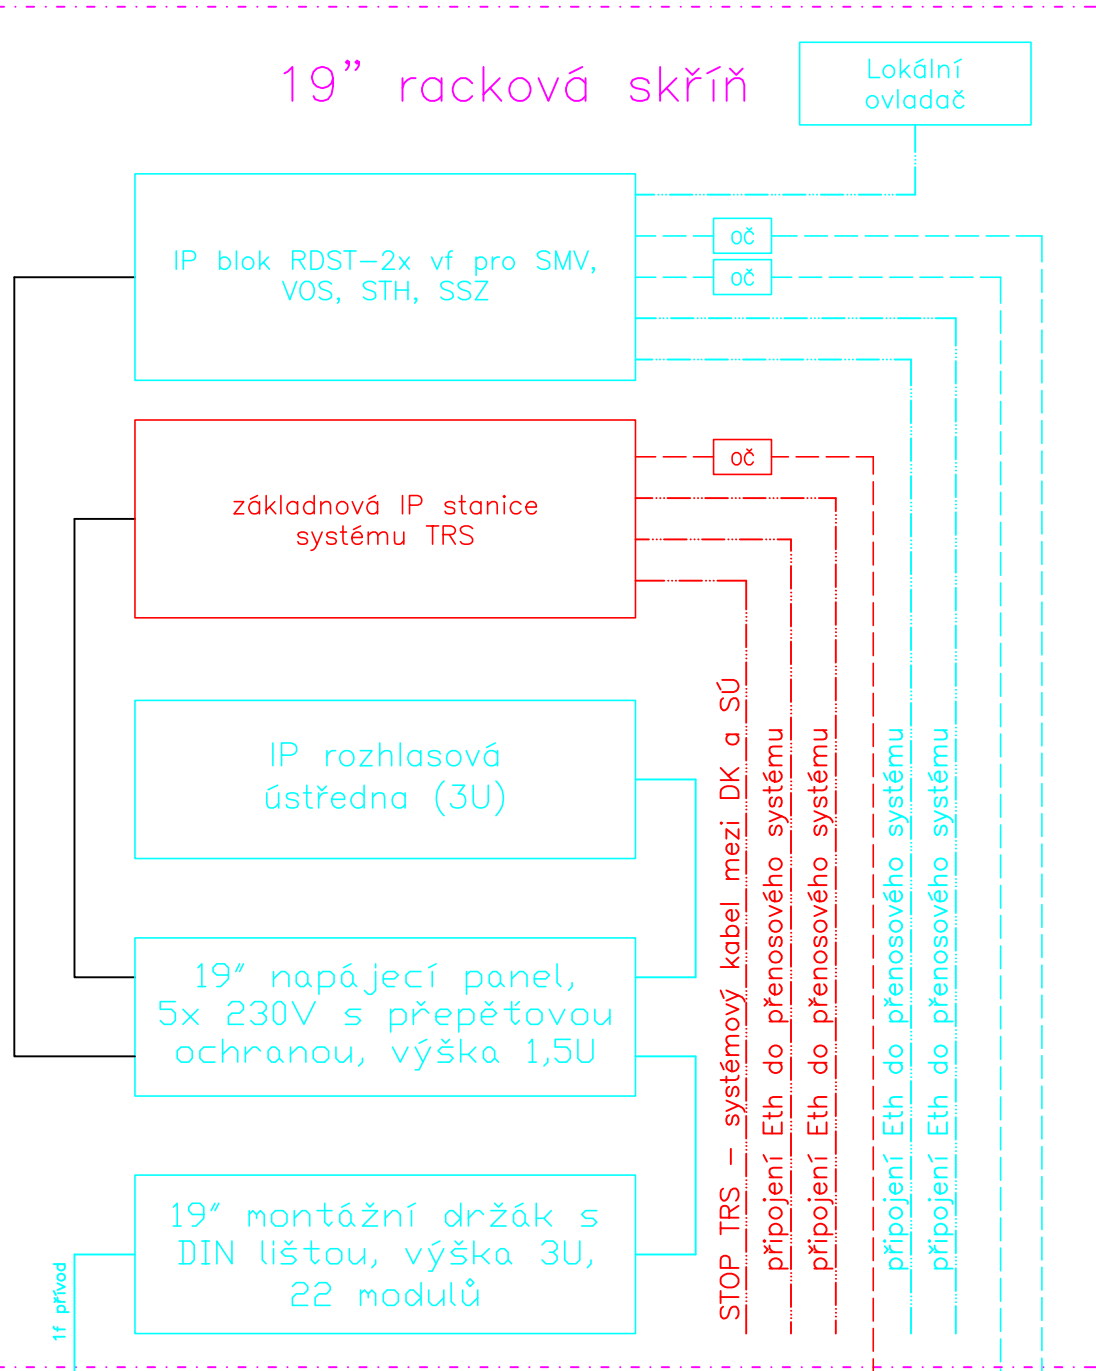 19” racková skříň
Lokální
ovladač
IP blok RDST-2x vf pro SMV,
VOS, STH, SSZ
OČ
OČ
základnová IP stanice
systému TRS
OČ
IP rozhlasová
ústředna (3U)
19" napájecí panel,
5x 230V s přepěťovou
ochranou, výška 1,5U
19" montážní držák s
DIN lištou, výška 3U,
22 modulů
1f přívod
STOP TRS - systémový kabel mezi DK a SÚ
připojení Eth do přenosového systému
připojení Eth do přenosového systému
připojení Eth do přenosového systému
připojení Eth do přenosového systému